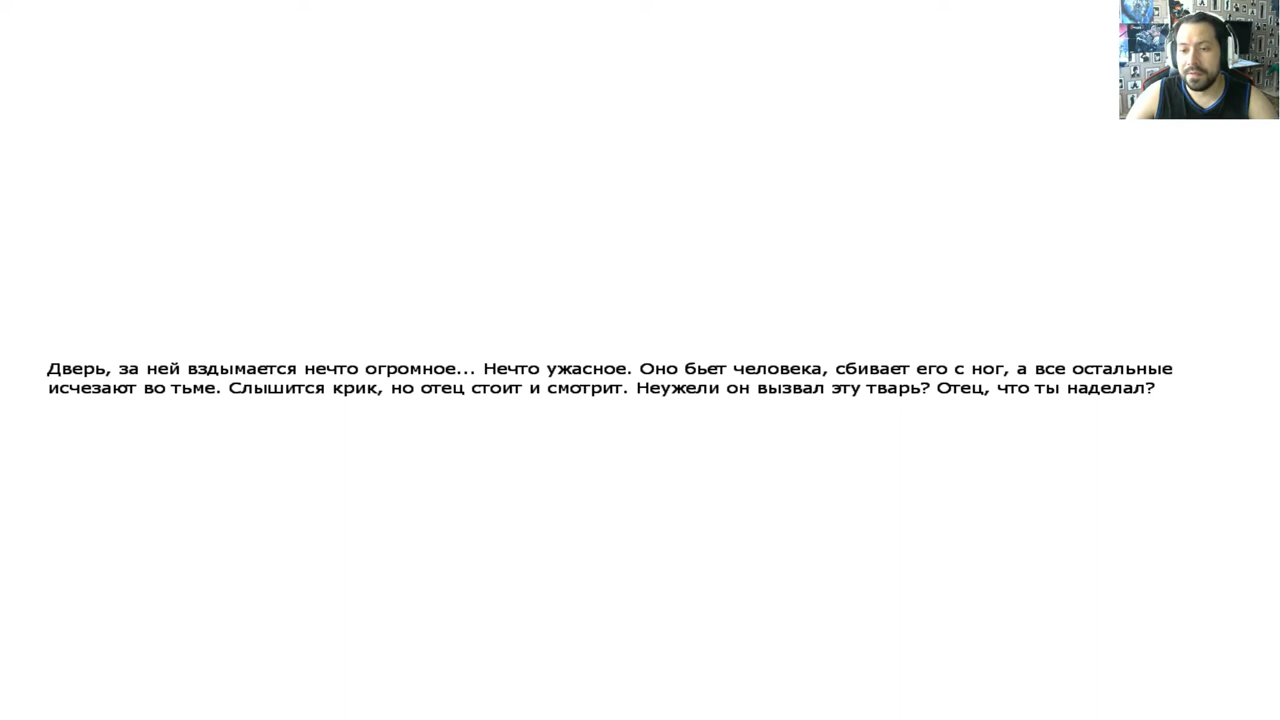 Дверь, за ней вздымается нечто огромное... Нечто ужасное. Оно бьет человека, сбивает его с ног, а все остальные
исчезают во тьме. Слышится крик, но отец стоит и смотрит. Неужели он вызвал эту тварь? Отец, что ты наделал?